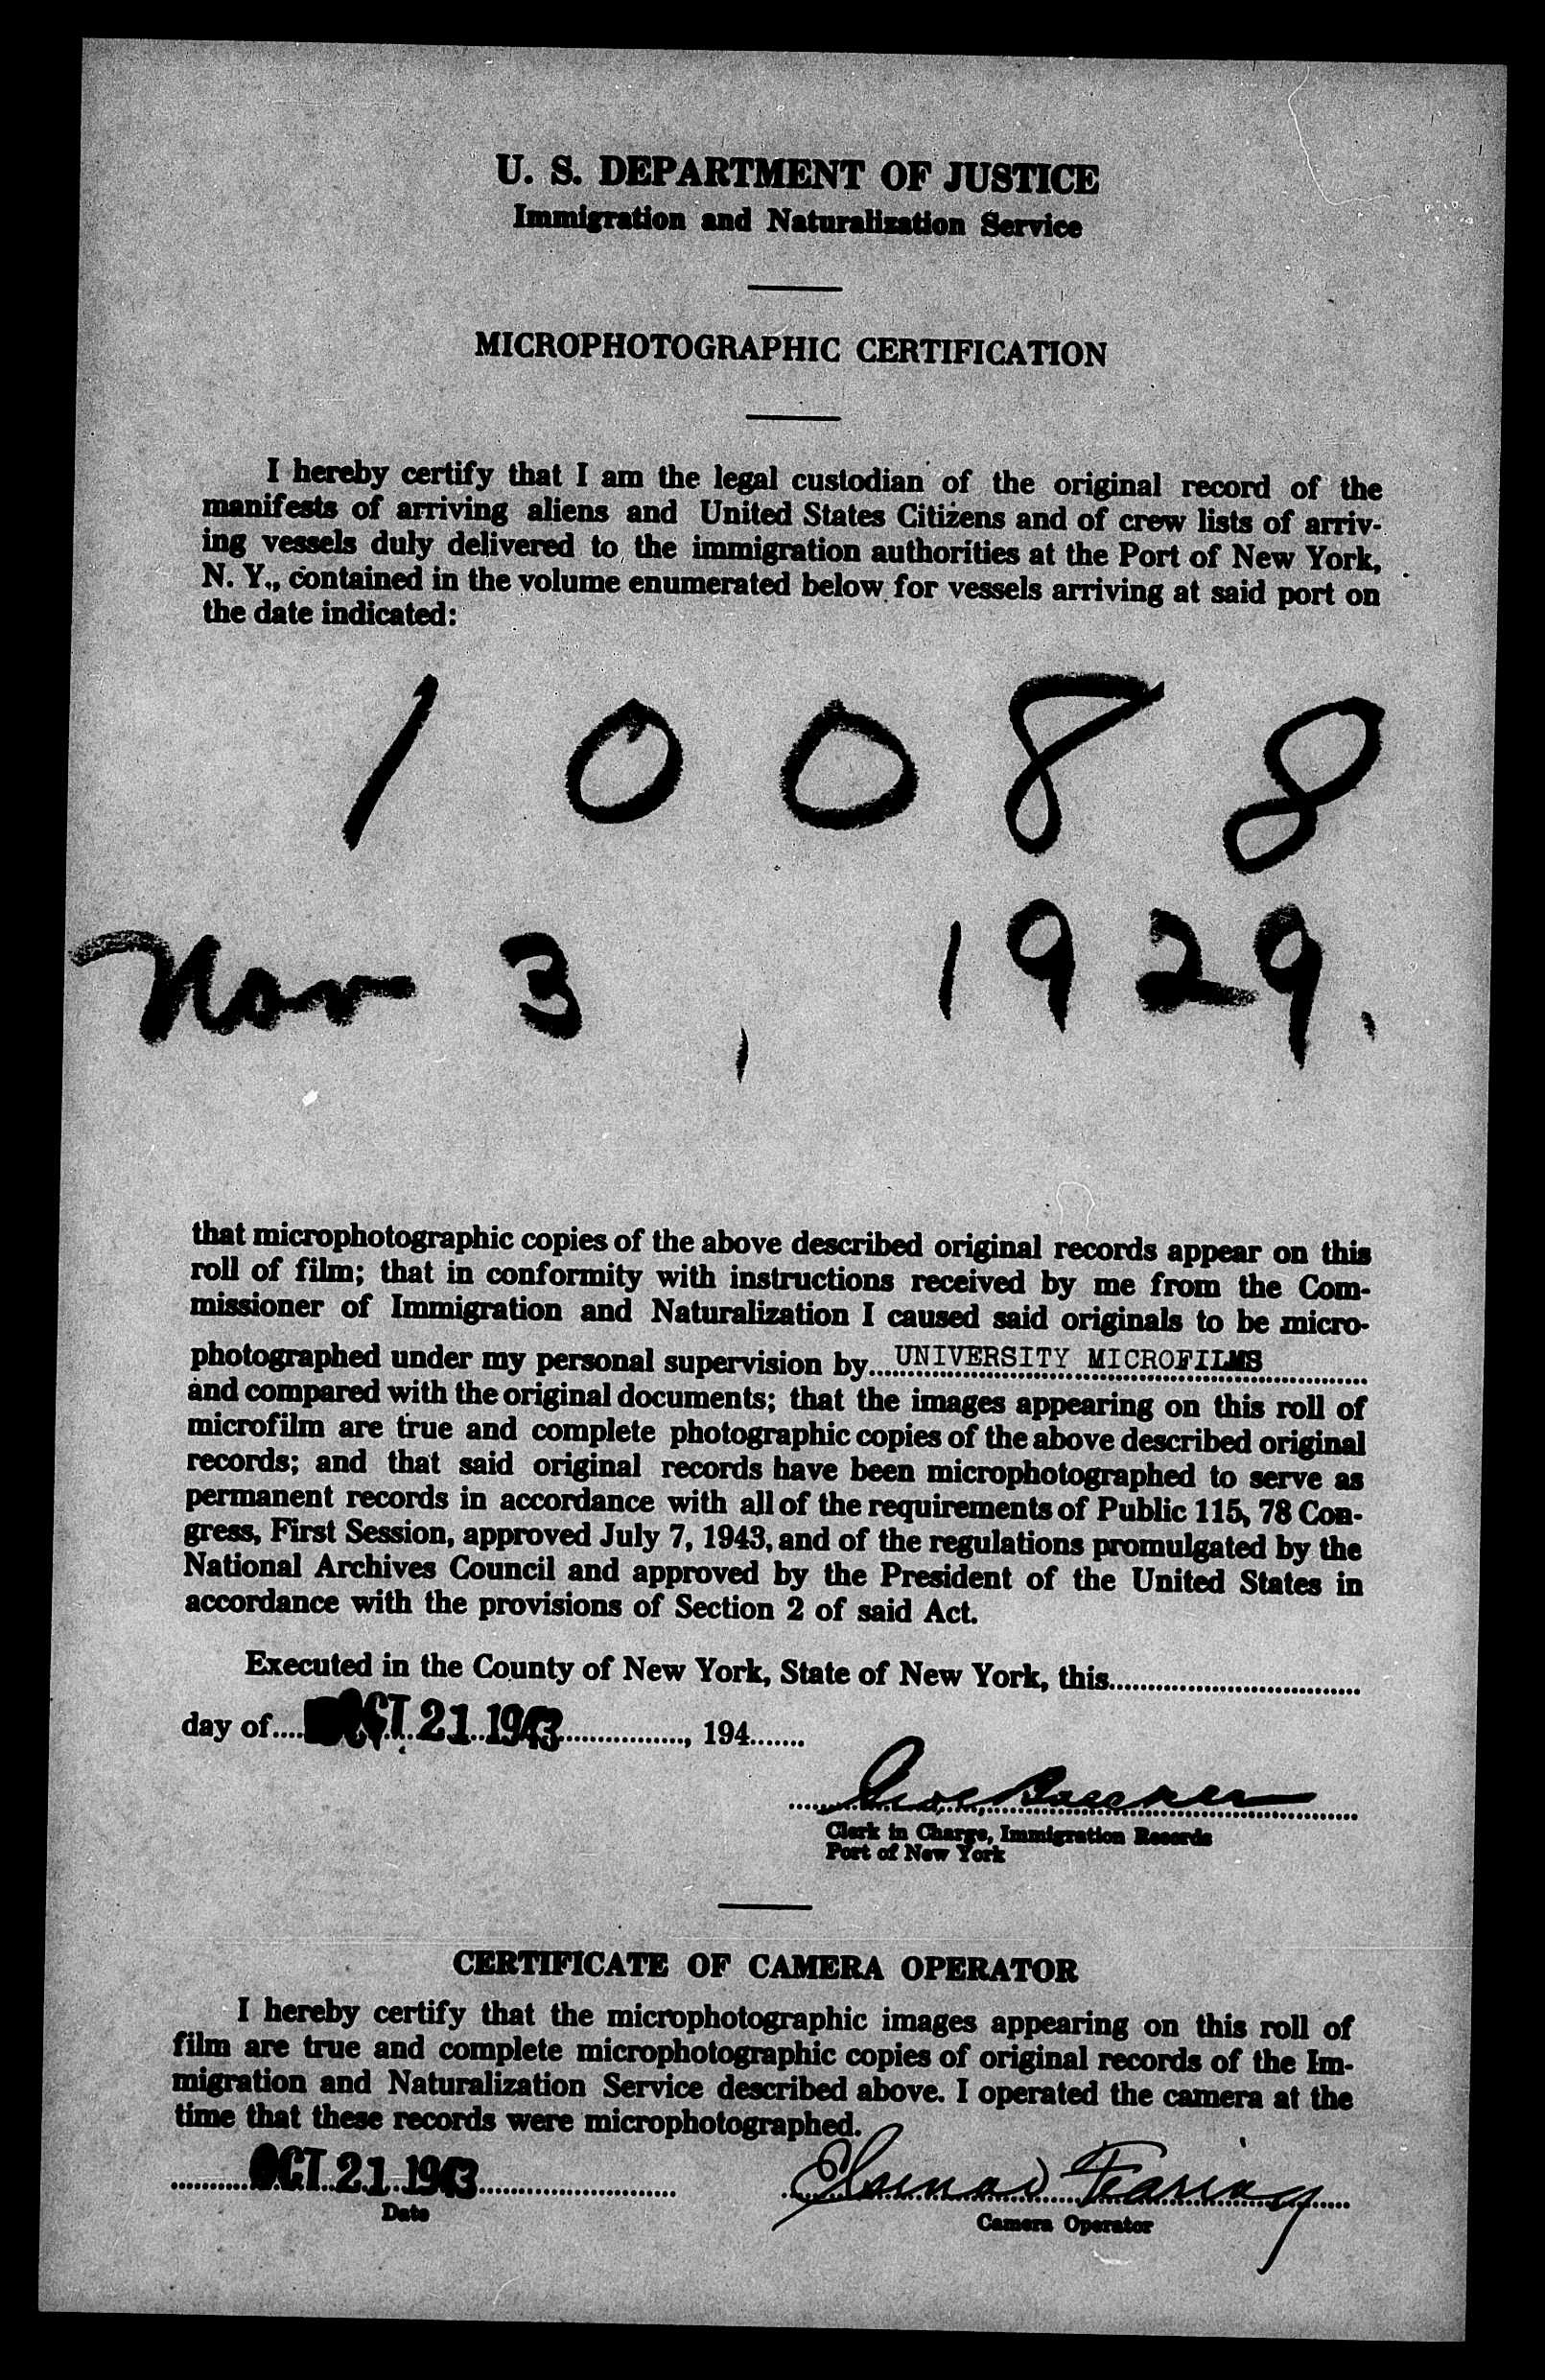 U. S. DEPARTMENT OF JUSTICE
Immigration and Naturalization Service
MICROPHOTOGRAPHIC CERTIFICATION
I hereby certify that I am the legal custodian of the original record of the
manifests of arriving aliens and United States Citizens and of crew lists of arriv-
ing vessels duly delivered to the immigration authorities at the Port of New York,
N. Y., contained in the volume enumerated below for vessels arriving at said port on
the date indicated:
1 0 0 8 8
Nov 3, 1929.
that microphotographic copies of the above described original records appear on this
roll of film; that in conformity with instructions received by me from the Com-
missioner of Immigration and Naturalization I caused said originals to be micro-
photographed under my personal supervision by...UNIVERSITY MICROFILMS
and compared with the original documents; that the images appearing on this roll of
microfilm are true and complete photographic copies of the above described original
records; and that said original records have been microphotographed to serve as
permanent records in accordance with all of the requirements of Public 115, 78 Con-
gress, First Session, approved July 7, 1943, and of the regulations promulgated by the
National Archives Council and approved by the President of the United States in
accordance with the provisions of Section 2 of said Act.
Executed in the County of New York, State of New York, this
day of OCT 21 1943, 194
Clerk in Charge, Immigration Records
Port of New York
CERTIFICATE OF CAMERA OPERATOR
I hereby certify that the microphotographic images appearing on this roll of
film are true and complete microphotographic copies of original records of the Im-
migration and Naturalization Service described above. I operated the camera at the
time that these records were microphotographed.
OCT 21 1943
Date
Camera Operator